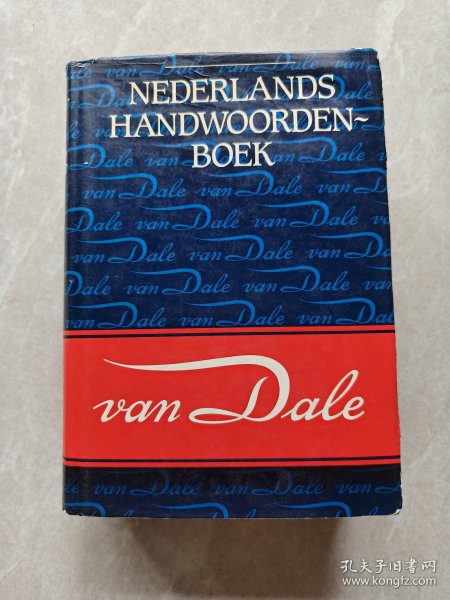 NEDERLANDS
HANDWOORDEN~
BOEK
van Dale
孔夫子旧书网
www.kongfz.com